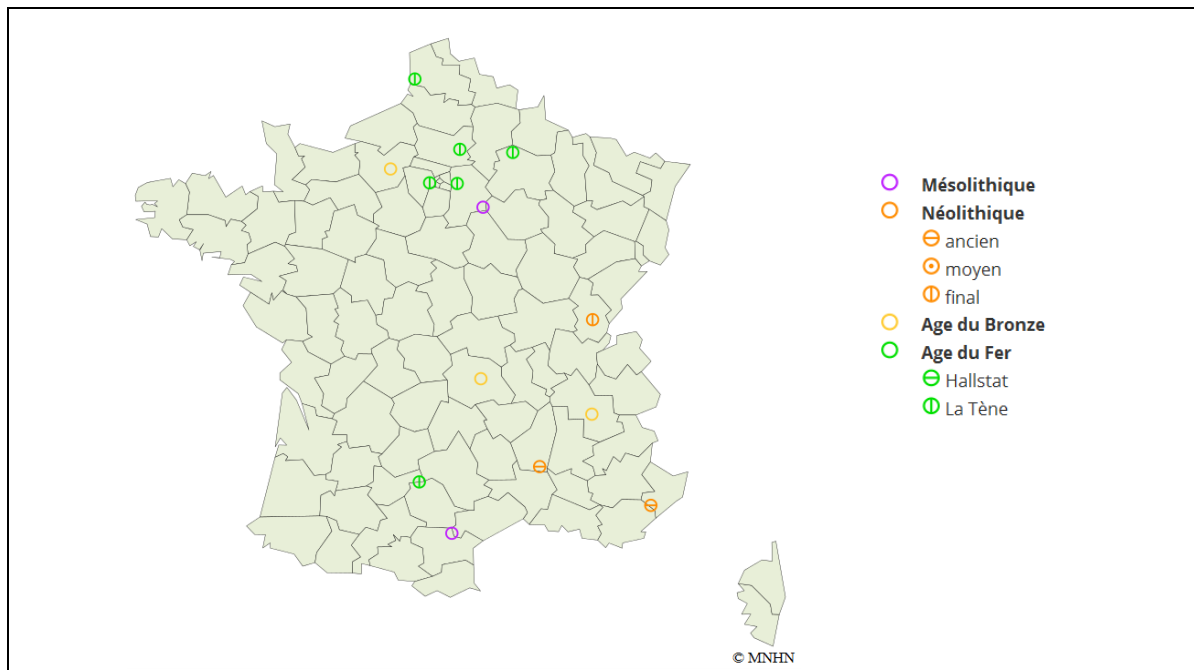 Mésolithique
Néolithique
ancien
moyen
final
Age du Bronze
Age du Fer
Hallstat
La Tène
© MNHN